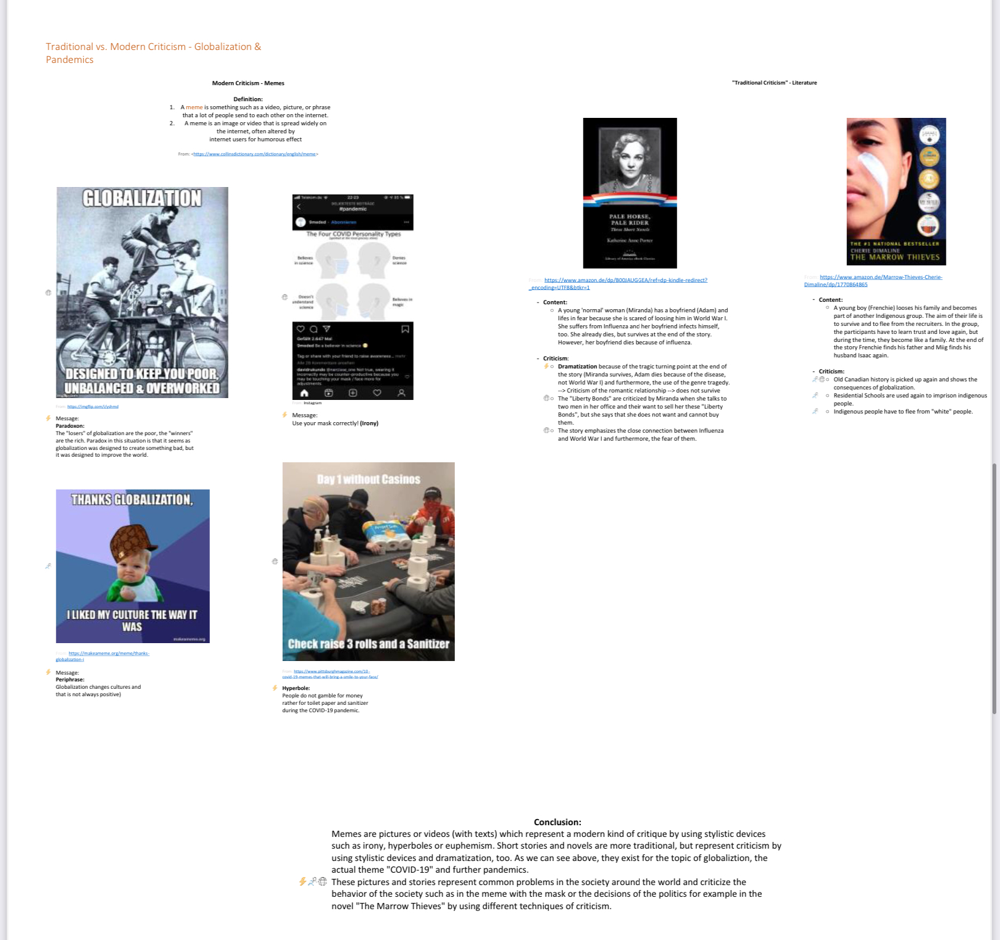 Traditional vs. Modern Criticism - Globalization &
Pandemics
Modern Criticism - Memes
Definition:
1. A meme is something such as a video, picture, or phrase
that a lot of people send to each other on the internet.
2. A meme is an image or video that is spread widely on
the internet, often altered by
internet users for humorous effect
From: <https://www.collinsdictionary.com/dictionary/english/meme>
GLOBALIZATION
DESIGNED TO KEEP YOU POOR,
UNBALANCED & OVERWORKED
imgflip.com
From: https://imgflip.com/i/yshmd
Message:
Paradoxon:
The "losers" of globalization are the poor, the "winners"
are the rich. Paradox in this situation is that it seems as
globalization was designed to create something bad, but
it was designed to improve the world.
Telekom.de
22:23
35 %
BELIEBTESTE BEITRÄGE
#pandemic
9meded · Abonnieren
The Four COVID Personality Types
Believes
in science
Denies
science
Doesn't
understand
science
Believes in
magic
Gefällt 2.647 Mal
9meded Be a believer in science
Tag or share with your friend to raise awareness... mehr
Alle 28 Kommentare ansehen
davidrukundo @narcisse_one Not true, wearing it
incorrectly may be counter-productive because you
may be touching your mask / face more for
adjustments
From: Instagram
Message:
Use your mask correctly! (Irony)
THANKS GLOBALIZATION,
I LIKED MY CULTURE THE WAY IT
WAS
makeameme.org
From: https://makeameme.org/meme/thanks-
globalization-i
Message:
Periphrase:
Globalization changes cultures and
that is not always positive)
Day 1 without Casinos
Check raise 3 rolls and a Sanitizer
From: https://www.pittsburghmagazine.com/10-
covid-19-memes-that-will-bring-a-smile-to-your-face/
Hyperbole:
People do not gamble for money
rather for toilet paper and sanitizer
during the COVID-19 pandemic.
"Traditional Criticism" - Literature
PALE HORSE,
PALE RIDER
Three Short Novels
Katherine Anne Porter
Library of America eBook Classics
From: https://www.amazon.de/dp/B00JAUGGEA/ref=dp-kindle-redirect?
_encoding=UTF8&btkr=1
- Content:
○ A young 'normal' woman (Miranda) has a boyfriend (Adam) and
lifes in fear because she is scared of loosing him in World War I.
She suffers from Influenza and her boyfriend infects himself,
too. She already dies, but survives at the end of the story.
However, her boyfriend dies because of influenza.
- Criticism:
○ Dramatization because of the tragic turning point at the end of
the story (Miranda survives, Adam dies because of the disease,
not World War I) and furthermore, the use of the genre tragedy.
--> Criticism of the romantic relationship --> does not survive
○ The "Liberty Bonds" are criticized by Miranda when she talks to
two men in her office and their want to sell her these "Liberty
Bonds", but she says that she does not want and cannot buy
them.
○ The story emphasizes the close connection between Influenza
and World War I and furthermore, the fear of them.
THE #1 NATIONAL BESTSELLER
CHERIE DIMALINE
THE MARROW THIEVES
From: https://www.amazon.de/Marrow-Thieves-Cherie-
Dimaline/dp/1770864865
- Content:
○ A young boy (Frenchie) looses his family and becomes
part of another Indigenous group. The aim of their life is
to survive and to flee from the recruiters. In the group,
the participants have to learn trust and love again, but
during the time, they become like a family. At the end of
the story Frenchie finds his father and Miig finds his
husband Isaac again.
- Criticism:
○ Old Canadian history is picked up again and shows the
consequences of globalization.
○ Residential Schools are used again to imprison indigenous
people.
○ Indigenous people have to flee from "white" people.
Conclusion:
Memes are pictures or videos (with texts) which represent a modern kind of critique by using stylistic devices
such as irony, hyperboles or euphemism. Short stories and novels are more traditional, but represent criticism by
using stylistic devices and dramatization, too. As we can see above, they exist for the topic of globaliztion, the
actual theme "COVID-19" and further pandemics.
These pictures and stories represent common problems in the society around the world and criticize the
behavior of the society such as in the meme with the mask or the decisions of the politics for example in the
novel "The Marrow Thieves" by using different techniques of criticism.